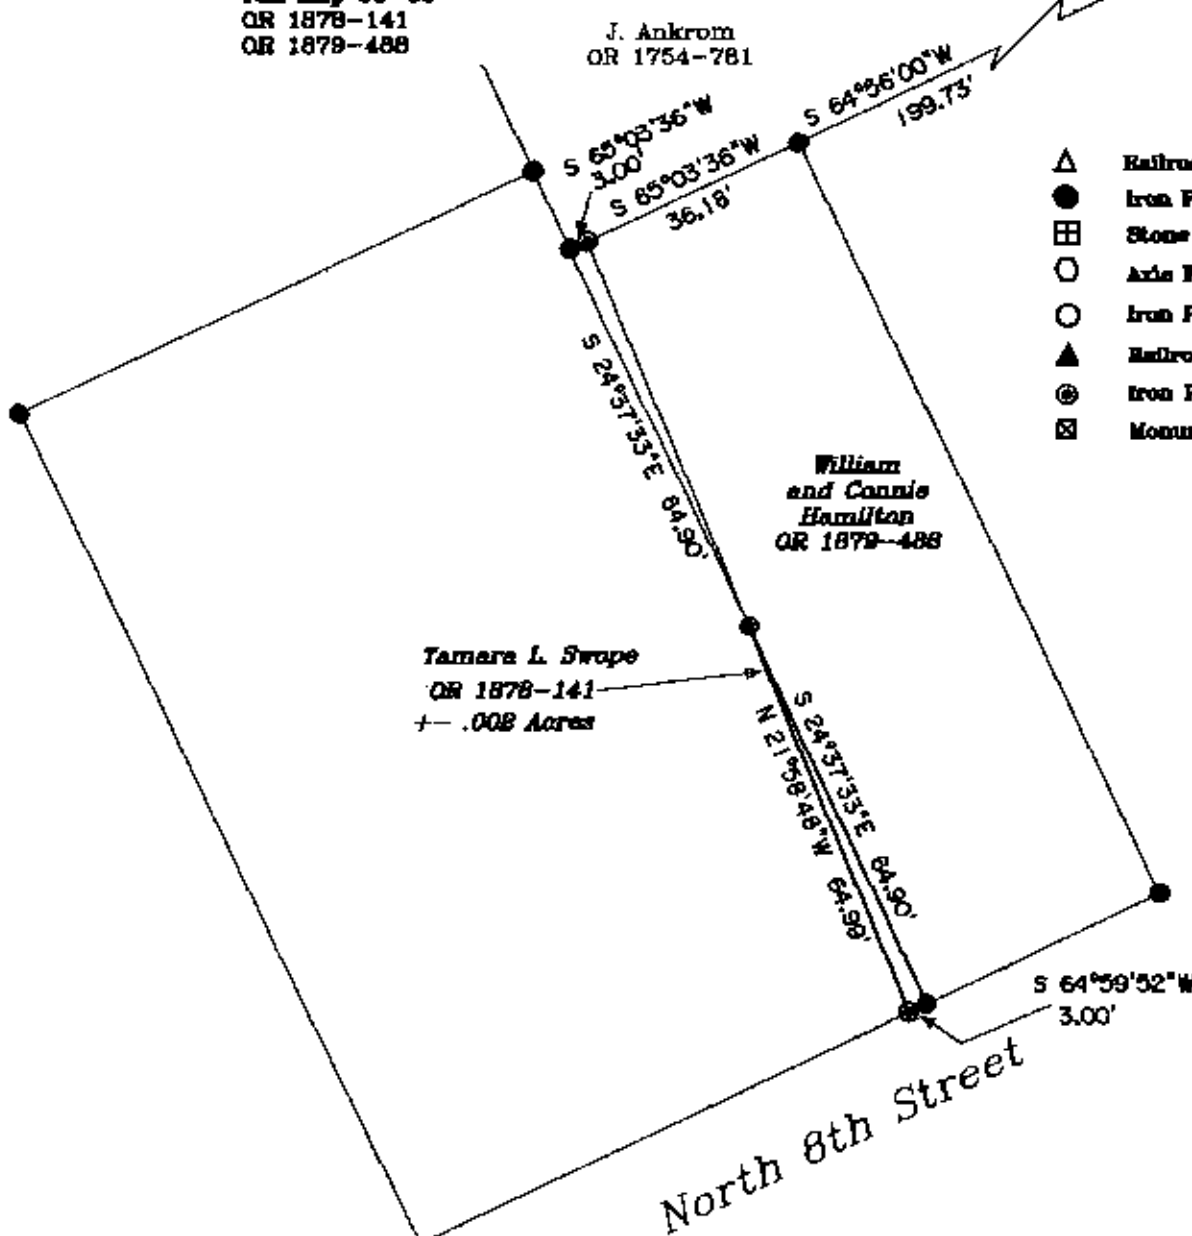 OR 1878-141
OR 1879-488
J. Ankrom
OR 1754-781
S 65°03'36"W
3.00'
S 65°03'36"W
36.18'
S 64°56'00"W
199.73'
Iron
Stone
Axle
Iron
Iron
S 24°37'33"E 64.90'
William
and Connie
Hamilton
OR 1879-488
Tamara L. Swope
OR 1878-141
+- .002 Acres
S 24°37'33"E 64.90'
N 21°58'48"W 64.98'
S 64°59'52"W
3.00'
North 8th Street